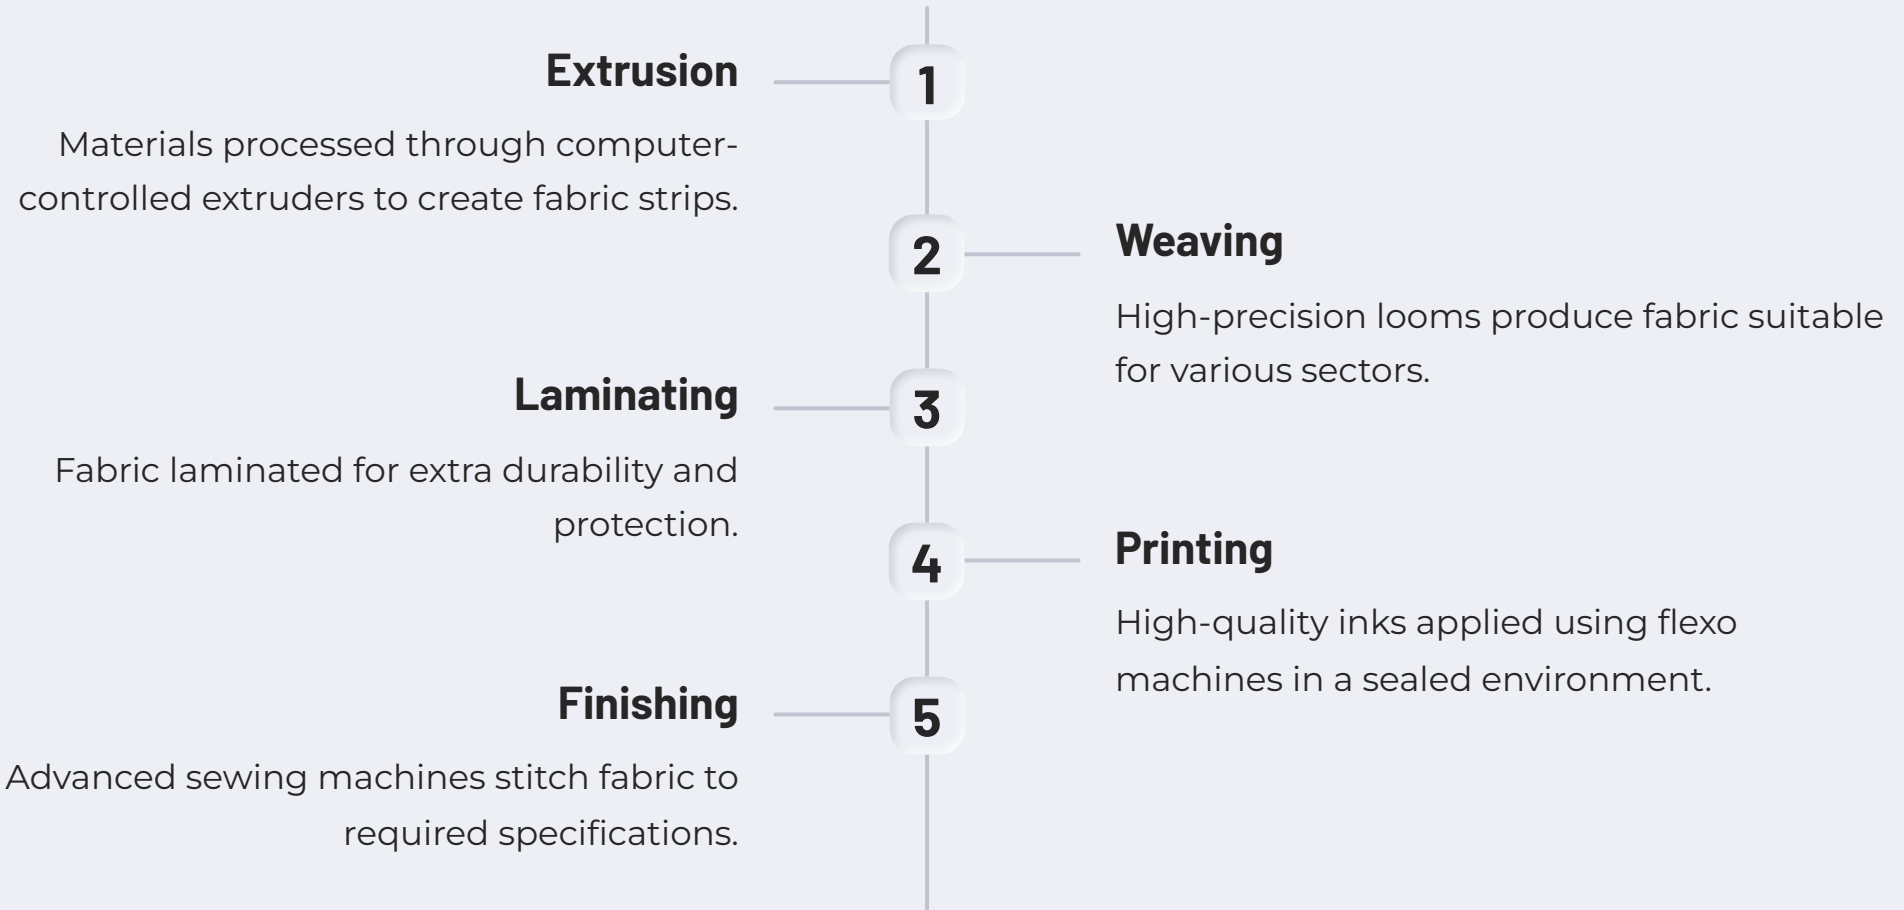 1
Extrusion
Materials processed through computer-
controlled extruders to create fabric strips.
2
Weaving
High-precision looms produce fabric suitable
for various sectors.
3
Laminating
Fabric laminated for extra durability and
protection.
4
Printing
High-quality inks applied using flexo
machines in a sealed environment.
5
Finishing
Advanced sewing machines stitch fabric to
required specifications.